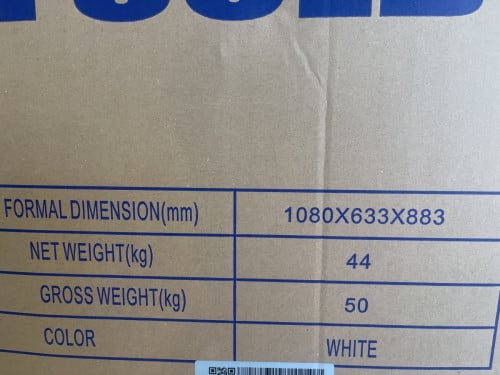 FORMAL DIMENSION(mm) 1080X633X883
NET WEIGHT(kg) 44
GROSS WEIGHT(kg) 50
COLOR WHITE